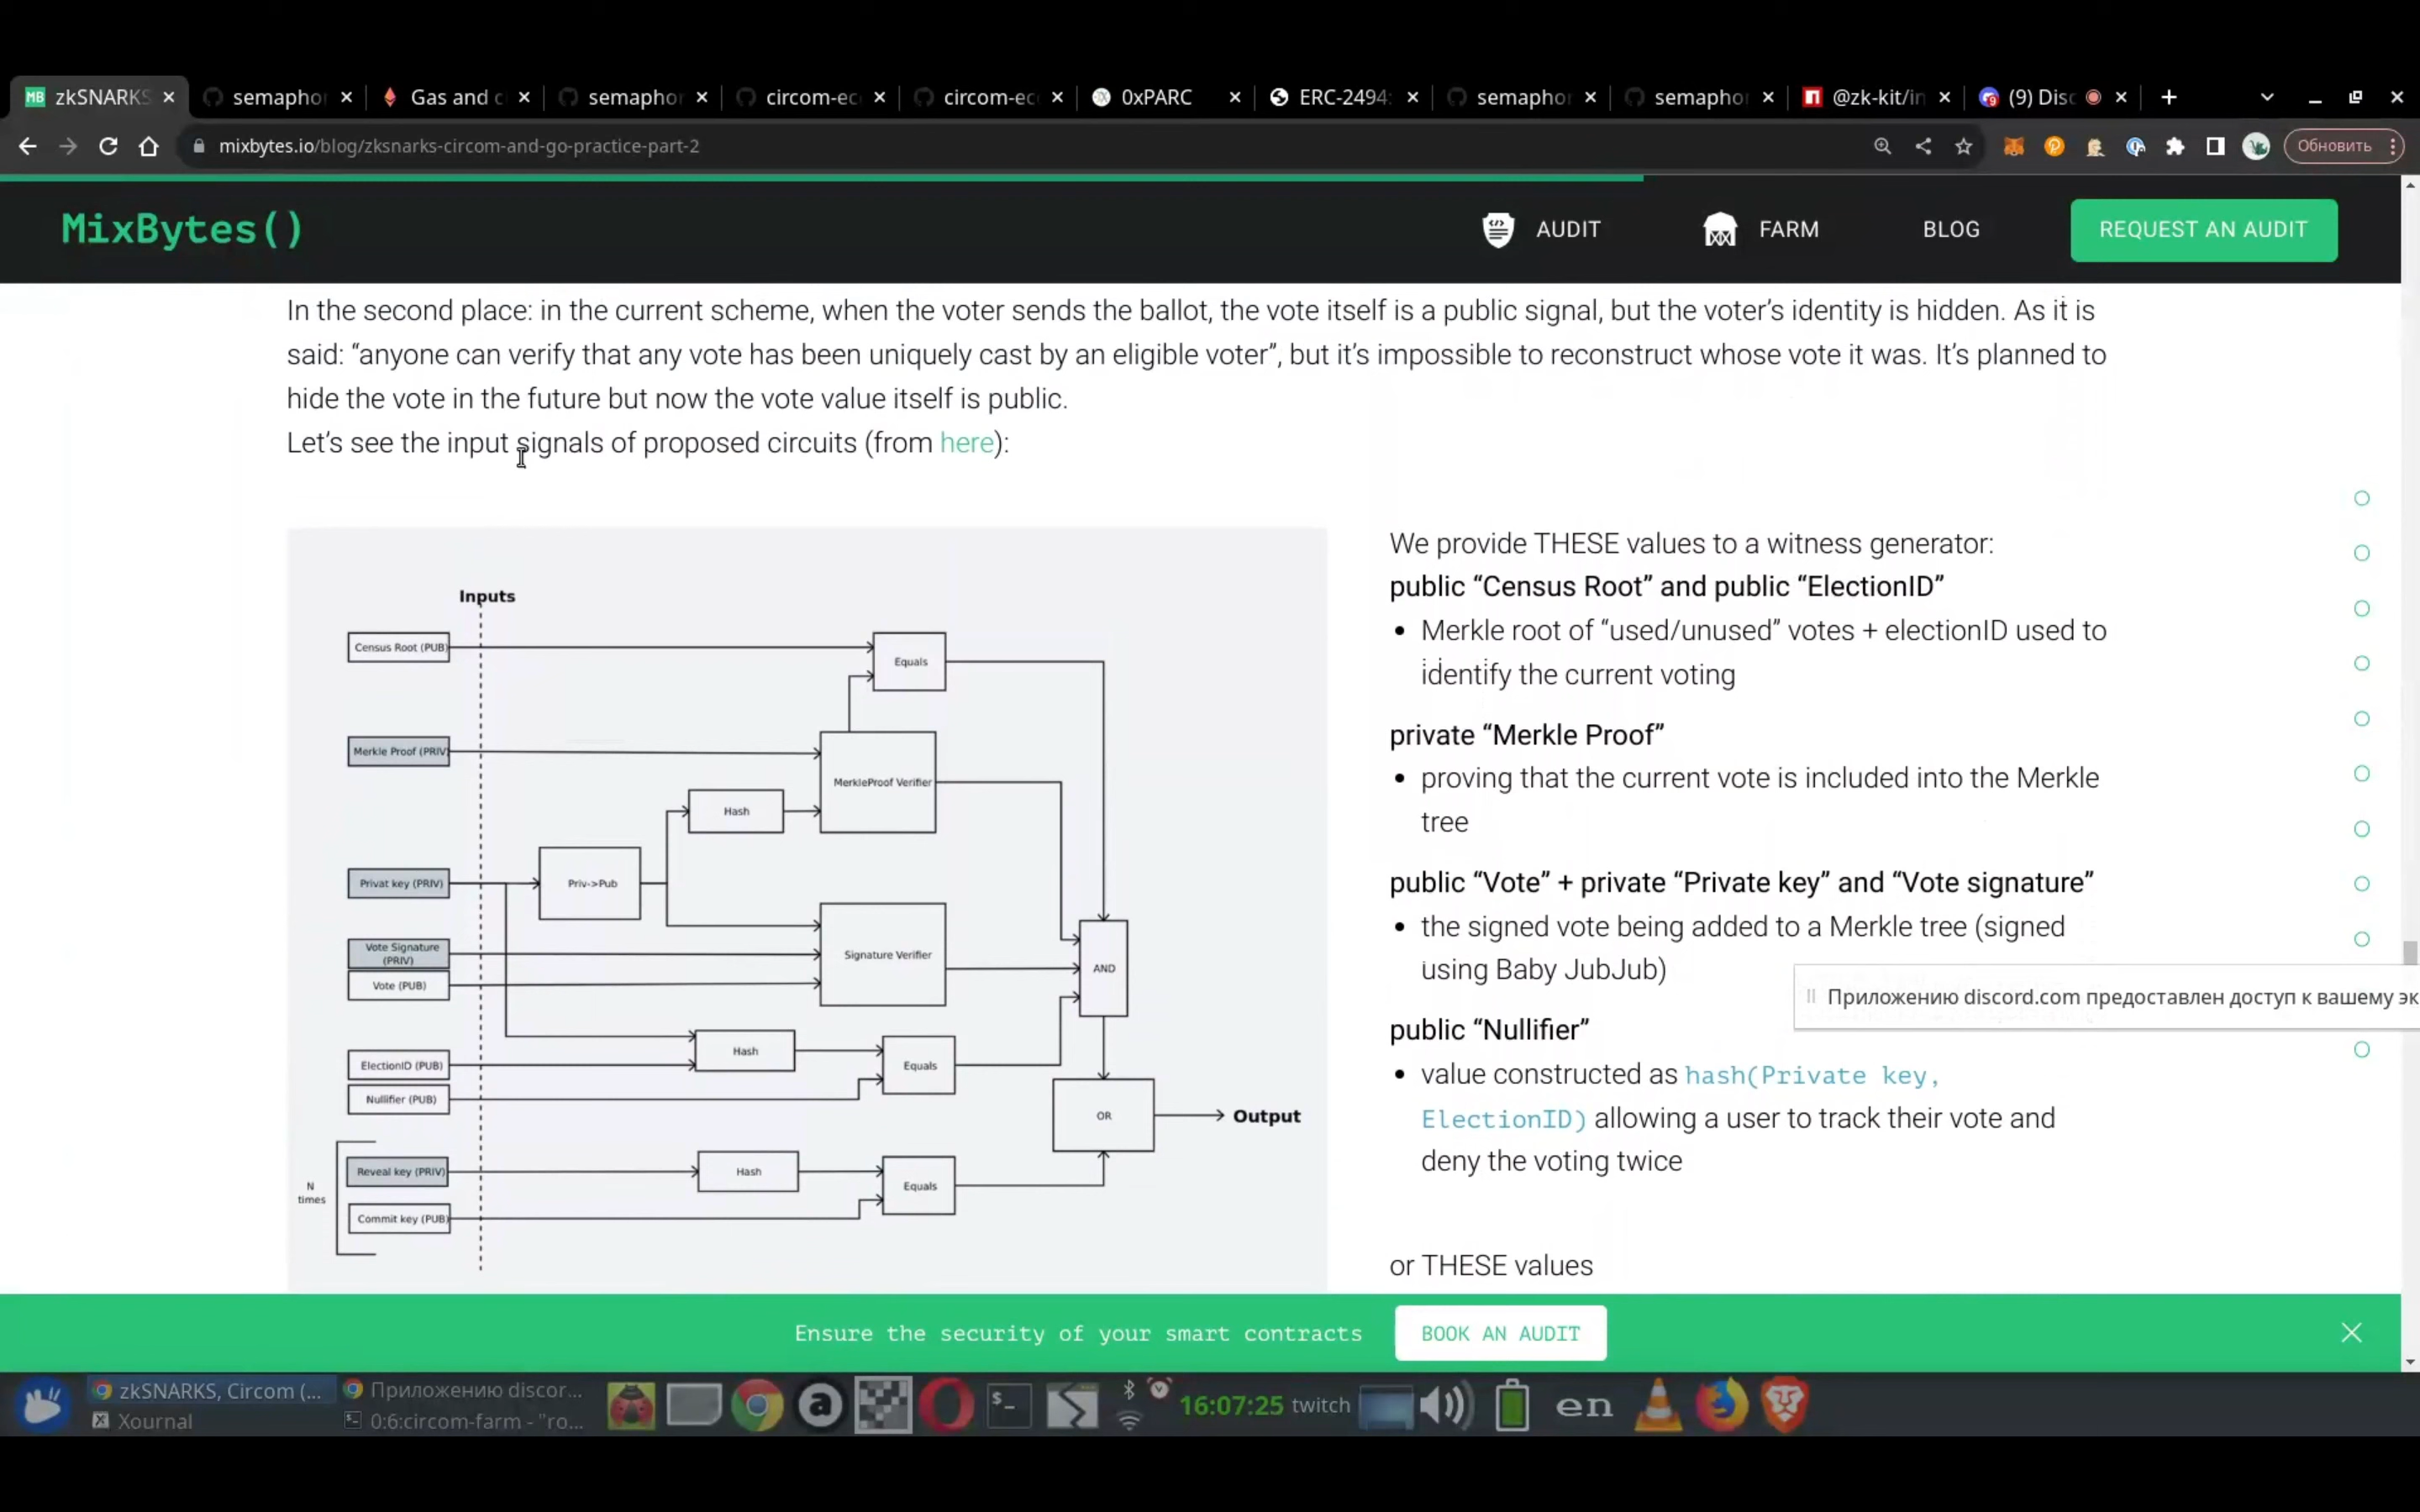 zkSNARKS
semapho
Gas and c
semapho
circom-ec
circom-ec
0xPARC
ERC-2494:
semapho
semapho
@zk-kit/in
(9) Disc
mixbytes.io/blog/zksnarks-circom-and-go-practice-part-2
Обновить
MixBytes()
AUDIT
FARM
BLOG
REQUEST AN AUDIT
In the second place: in the current scheme, when the voter sends the ballot, the vote itself is a public signal, but the voter’s identity is hidden. As it is
said: “anyone can verify that any vote has been uniquely cast by an eligible voter”, but it’s impossible to reconstruct whose vote it was. It’s planned to
hide the vote in the future but now the vote value itself is public.
Let’s see the input signals of proposed circuits (from here):
Inputs
Census Root (PUB)
Equals
Merkle Proof (PRIV)
MerkleProof Verifier
Hash
Privat key (PRIV)
Priv->Pub
Vote Signature
(PRIV)
Signature Verifier
AND
Vote (PUB)
Hash
ElectionID (PUB)
Equals
Nullifier (PUB)
OR
Output
Reveal key (PRIV)
Hash
Equals
N
times
Commit key (PUB)
We provide THESE values to a witness generator:
public “Census Root” and public “ElectionID”
• Merkle root of “used/unused” votes + electionID used to
identify the current voting
private “Merkle Proof”
• proving that the current vote is included into the Merkle
tree
public “Vote” + private “Private key” and “Vote signature”
• the signed vote being added to a Merkle tree (signed
using Baby JubJub)
Приложению discord.com предоставлен доступ к вашему эк
public “Nullifier”
• value constructed as hash(Private key,
ElectionID) allowing a user to track their vote and
deny the voting twice
or THESE values
Ensure the security of your smart contracts
BOOK AN AUDIT
zkSNARKS, Circom (...
Приложению discor...
Xournal
0:6:circom-farm - "ro...
16:07:25
twitch
en